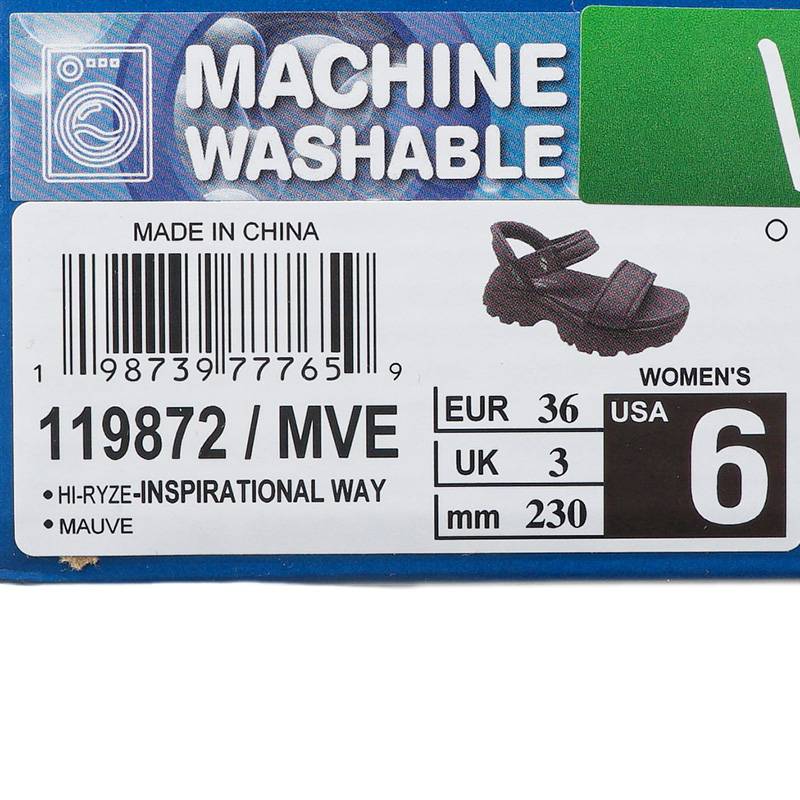 MACHINE
WASHABLE
MADE IN CHINA
1 98739 77765 9
119872 / MVE
• HI-RYZE-INSPIRATIONAL WAY
• MAUVE
WOMEN'S
EUR 36
UK 3
mm 230
USA 6